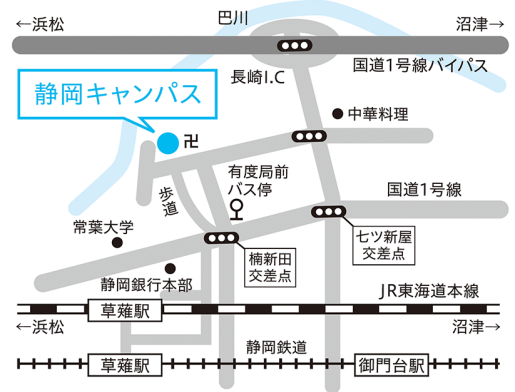 ←浜松
巴川
沼津→
長崎I.C
国道1号線バイパス
静岡キャンパス
中華料理
卍
有度局前
バス停
歩道
国道1号線
常葉大学
七ツ新屋
交差点
楠新田
交差点
静岡銀行本部
JR東海道本線
草薙駅
←浜松
沼津→
静岡鉄道
草薙駅
御門台駅